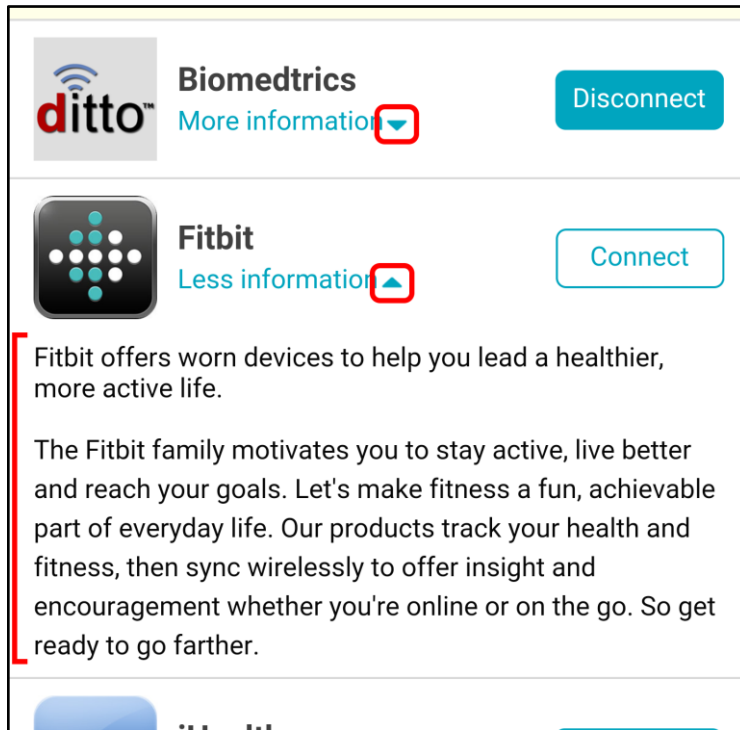 ditto™
Biomedtrics
More information
Disconnect
Fitbit
Less information
Connect
Fitbit offers worn devices to help you lead a healthier,
more active life.
The Fitbit family motivates you to stay active, live better
and reach your goals. Let's make fitness a fun, achievable
part of everyday life. Our products track your health and
fitness, then sync wirelessly to offer insight and
encouragement whether you're online or on the go. So get
ready to go farther.